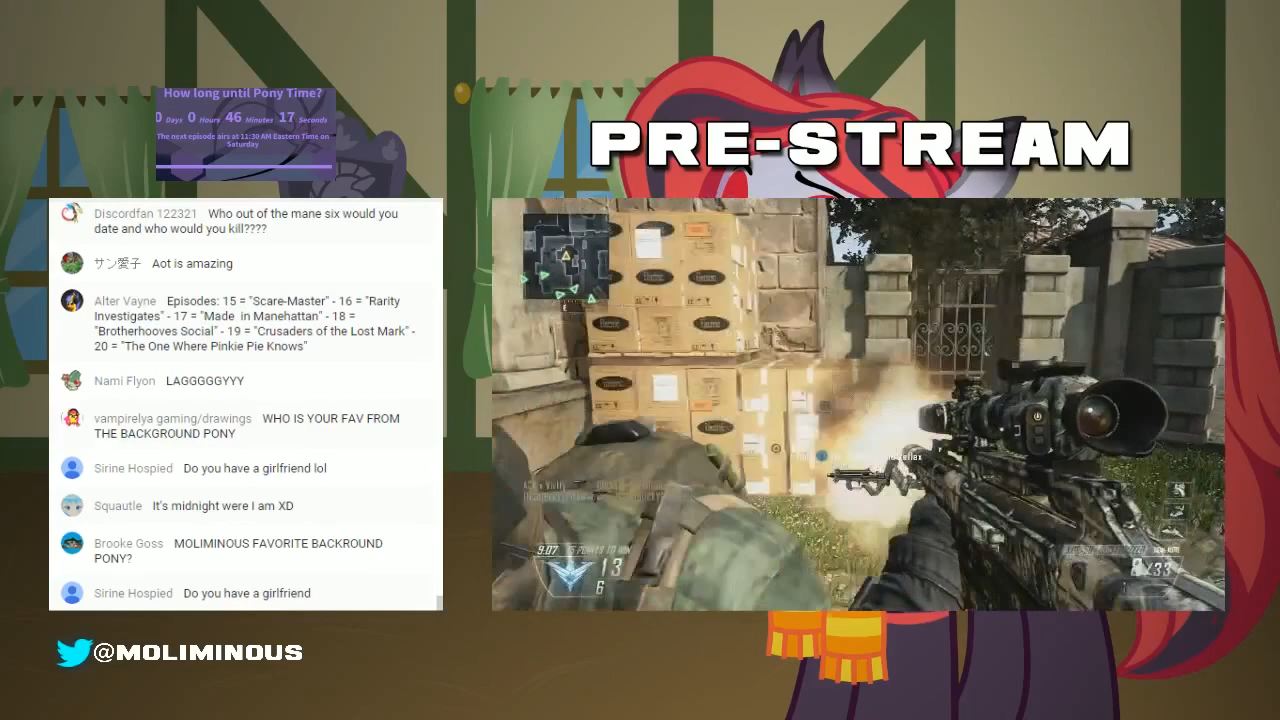 How long until Pony Time?
0 Days 0 Hours 46 Minutes 17 Seconds
The next episode airs at 11:30 AM Eastern Time on
Saturday
PRE-STREAM
Discordfan 122321 Who out of the mane six would you
date and who would you kill????
サン愛子 Aot is amazing
Alter Vayne Episodes: 15 = "Scare-Master" - 16 = "Rarity
Investigates" - 17 = "Made in Manehattan" - 18 =
"Brotherhooves Social" - 19 = "Crusaders of the Lost Mark" -
20 = "The One Where Pinkie Pie Knows"
Nami Flyon LAGGGGGYYY
vampirelya gaming/drawings WHO IS YOUR FAV FROM
THE BACKGROUND PONY
Sirine Hospied Do you have a girlfriend lol
Squautle It's midnight were I am XD
Brooke Goss MOLIMINOUS FAVORITE BACKROUND
PONY?
Sirine Hospied Do you have a girlfriend
E
9:07
POINTS TO WIN
13
6
8/33
@MOLIMINOUS